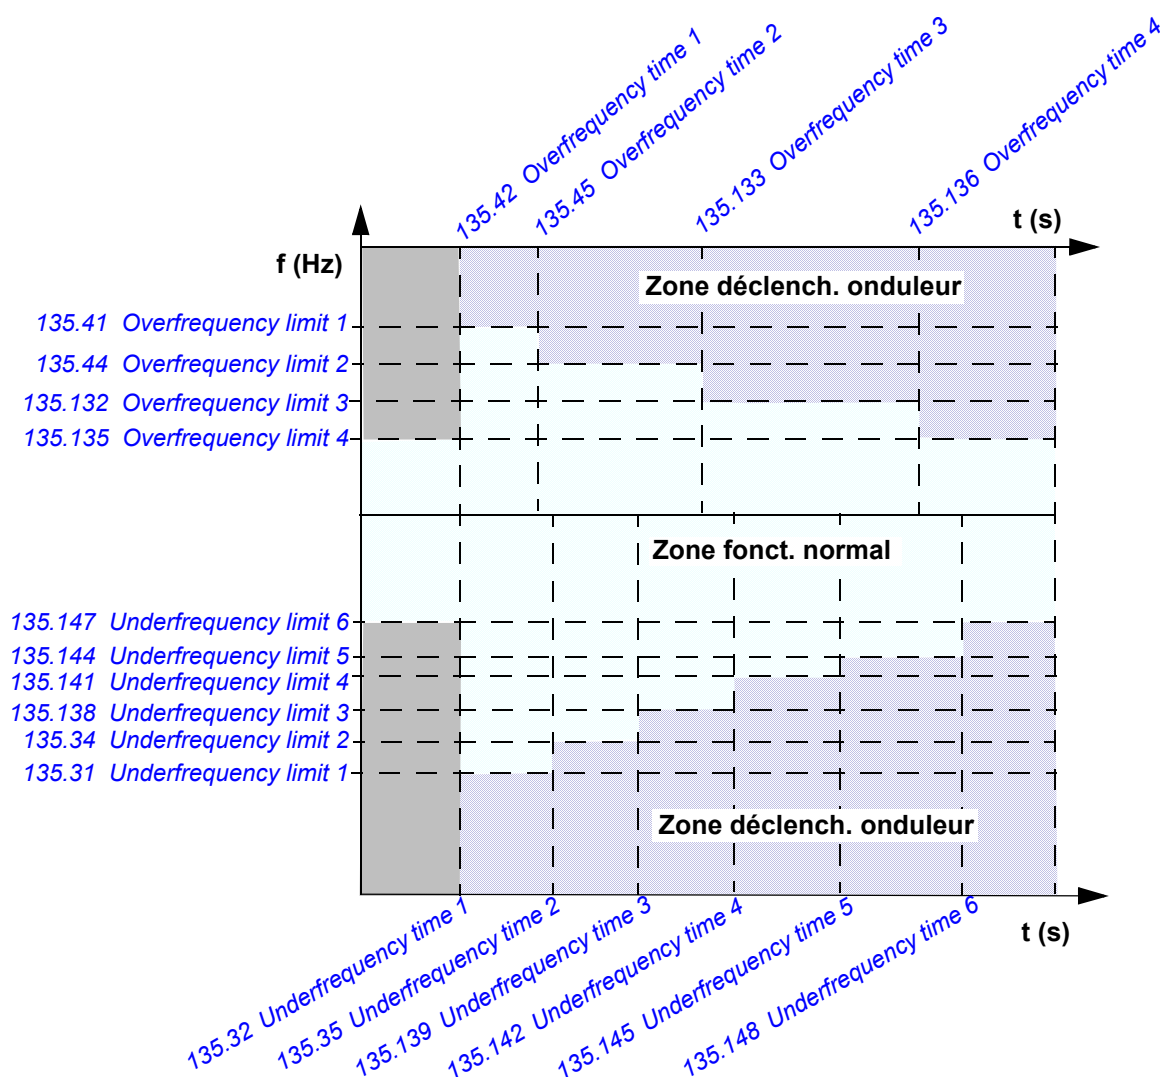 135.42 Overfrequency time 1
135.45 Overfrequency time 2
135.133 Overfrequency time 3
135.136 Overfrequency time 4
t (s)
f (Hz)
Zone déclench. onduleur
135.41 Overfrequency limit 1
135.44 Overfrequency limit 2
135.132 Overfrequency limit 3
135.135 Overfrequency limit 4
Zone fonct. normal
135.147 Underfrequency limit 6
135.144 Underfrequency limit 5
135.141 Underfrequency limit 4
135.138 Underfrequency limit 3
135.34 Underfrequency limit 2
135.31 Underfrequency limit 1
Zone déclench. onduleur
t (s)
135.32 Underfrequency time 1
135.35 Underfrequency time 2
135.139 Underfrequency time 3
135.142 Underfrequency time 4
135.145 Underfrequency time 5
135.148 Underfrequency time 6